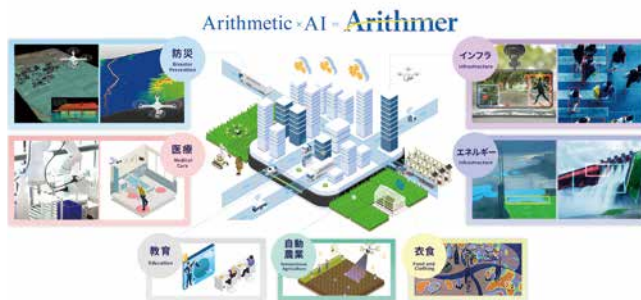 Arithmetic × AI = Arithmer
防災
Disaster
Prevention
インフラ
Infrastructure
医療
Medical
Care
エネルギー
Infrastructure
教育
Education
自動
農業
Autonomous
Agriculture
衣食
Food and
Clothing